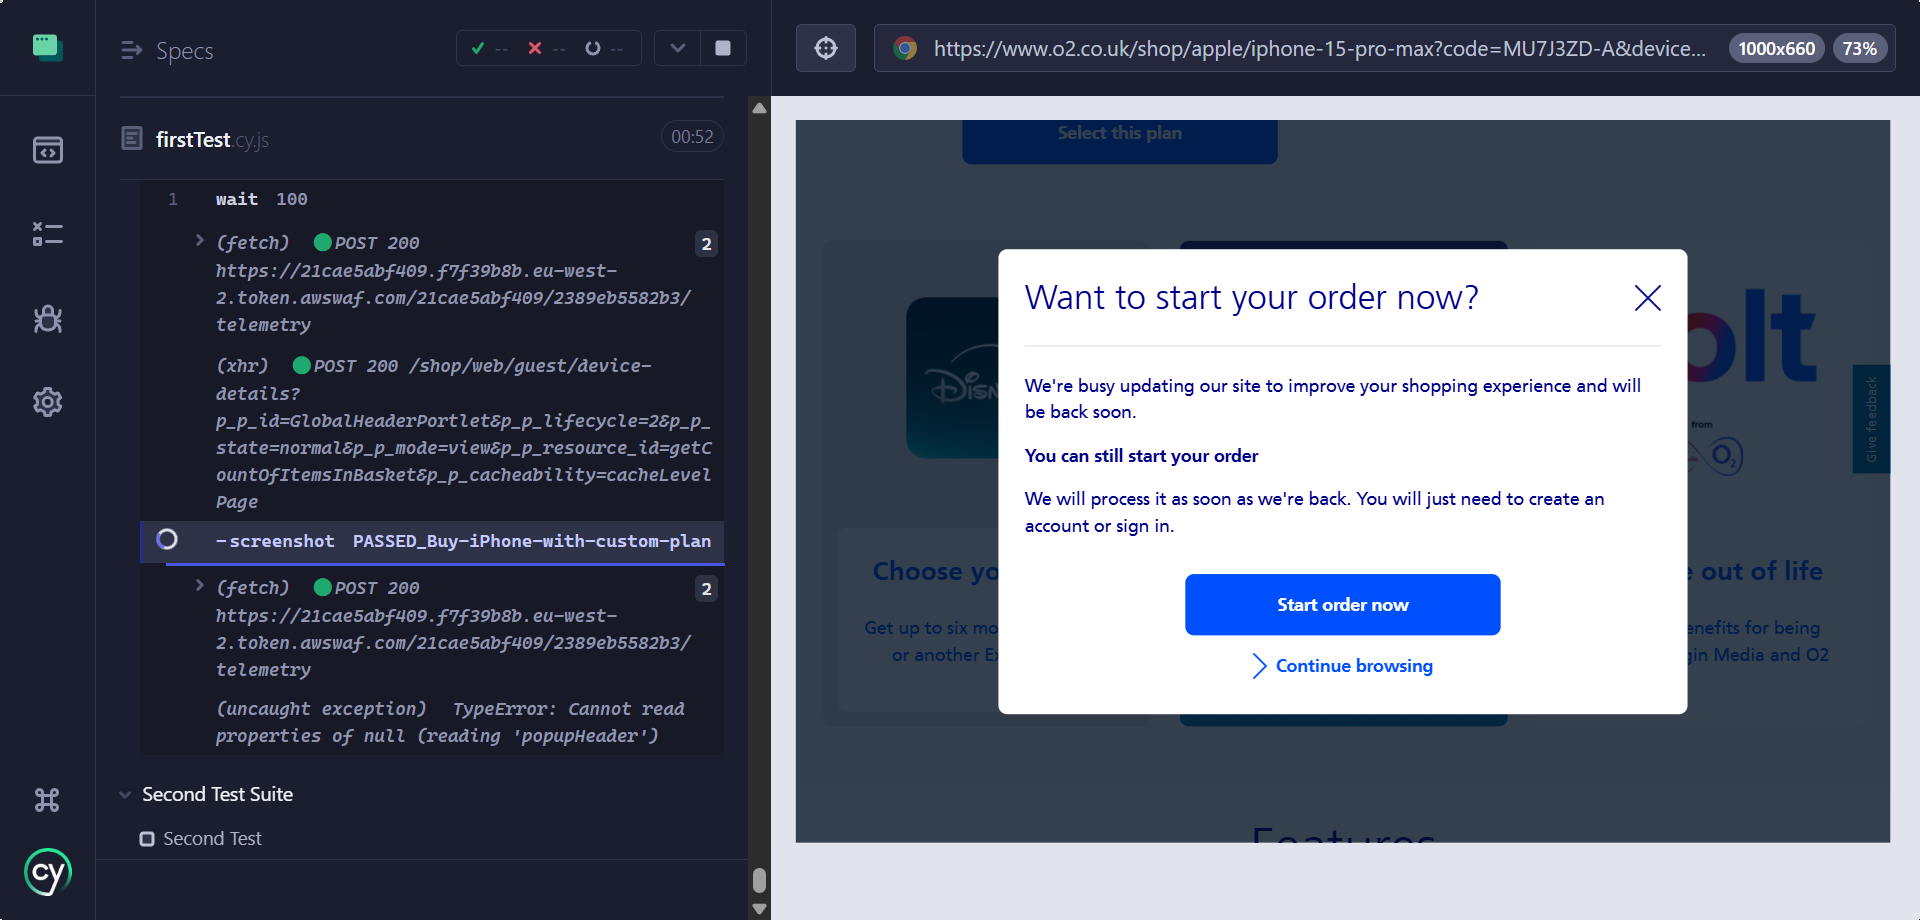 Specs
-- -- --
https://www.o2.co.uk/shop/apple/iphone-15-pro-max?code=MU7J3ZD-A&device...
1000x660
73%
firstTest.cy.js
00:52
1 wait 100
(fetch) POST 200
2
https://21cae5abf409.f7f39b8b.eu-west-
2.token.awswaf.com/21cae5abf409/2389eb5582b3/
telemetry
(xhr) POST 200 /shop/web/guest/device-
details?
p_p_id=GlobalHeaderPortlet&p_p_lifecycle=2&p_p_
state=normal&p_p_mode=view&p_p_resource_id=getC
ountOfItemsInBasket&p_p_cacheability=cacheLevel
Page
-screenshot PASSED_Buy-iPhone-with-custom-plan
(fetch) POST 200
2
https://21cae5abf409.f7f39b8b.eu-west-
2.token.awswaf.com/21cae5abf409/2389eb5582b3/
telemetry
(uncaught exception) TypeError: Cannot read
properties of null (reading 'popupHeader')
Second Test Suite
Second Test
cy
Select this plan
Want to start your order now?
We're busy updating our site to improve your shopping experience and will
be back soon.
You can still start your order
We will process it as soon as we're back. You will just need to create an
account or sign in.
Start order now
Continue browsing
olt
from
O2
Give feedback
Choose
out of life
Get up to six
or another
for being
Media and O2
Features